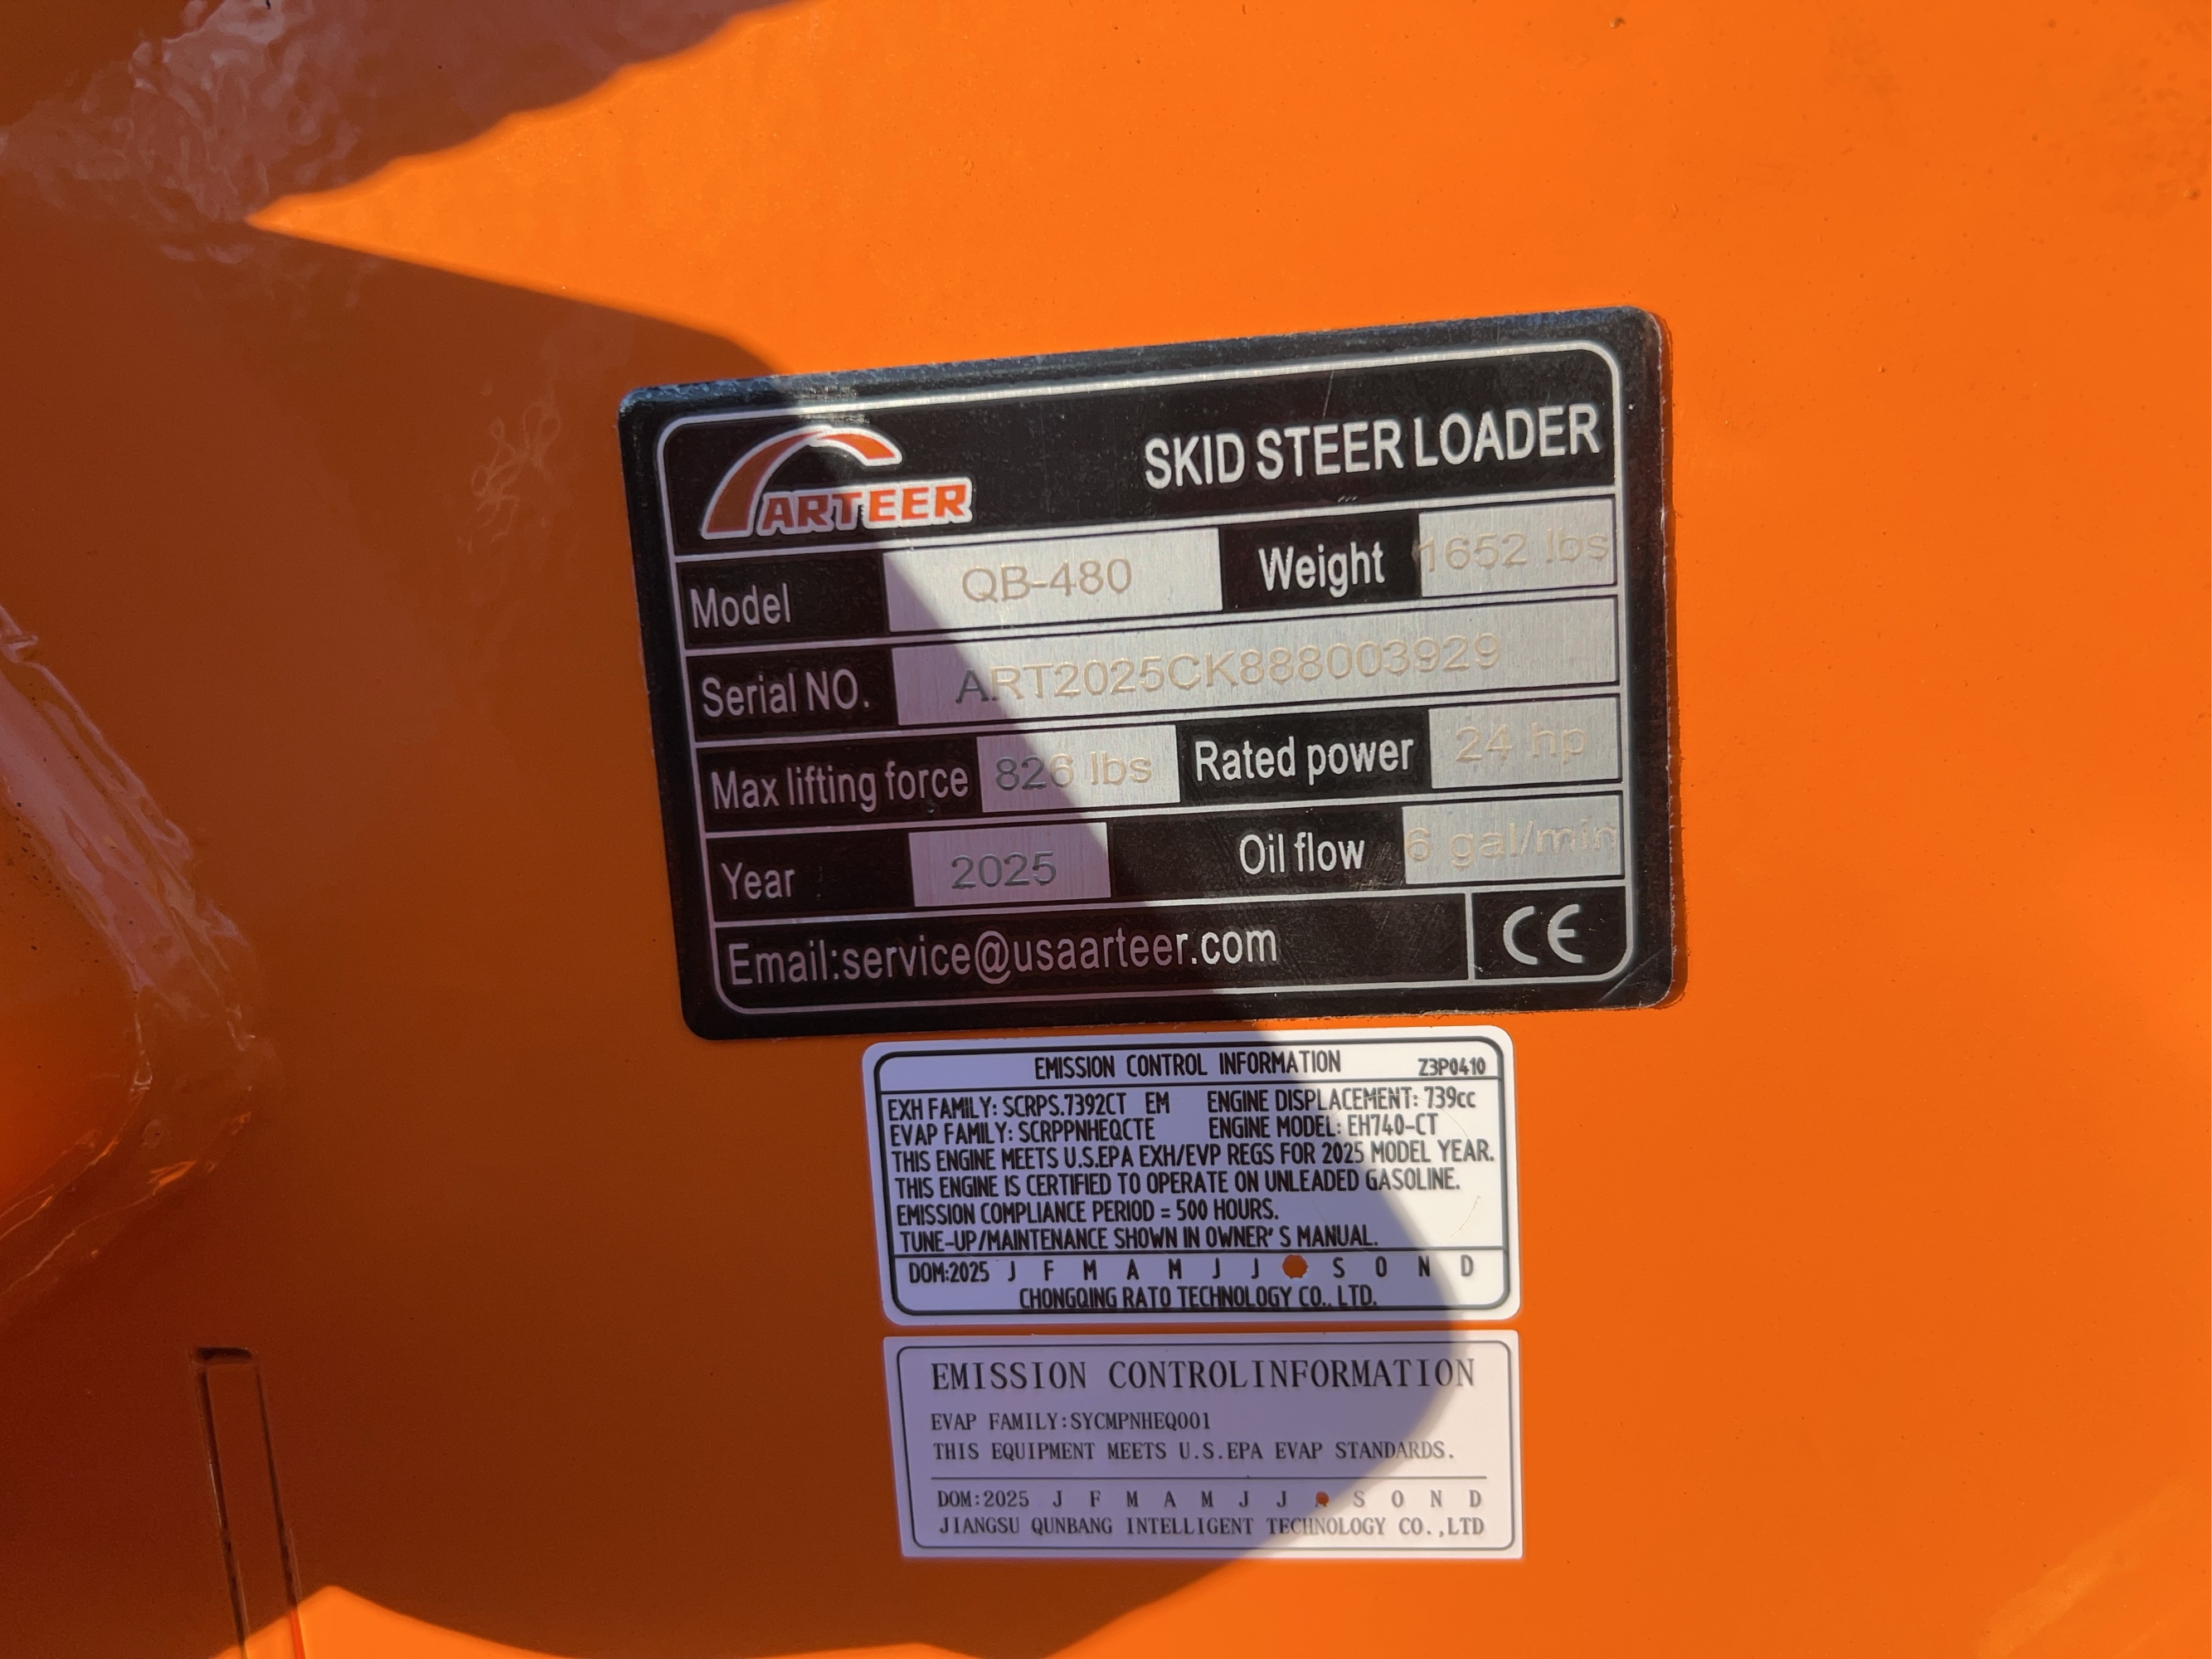 ARTEER SKID STEER LOADER
Model QB-480 Weight 1652 lbs
Serial NO. ART2025CK888003929
Max lifting force 826 lbs Rated power 24 hp
Year 2025 Oil flow 6 gal/min
Email:service@usaarteer.com CE
EMISSION CONTROL INFORMATION Z3P0410
EXH FAMILY: SCRPS.7392CT EM ENGINE DISPLACEMENT: 739cc
EVAP FAMILY: SCRPPNHEQCTE ENGINE MODEL: EH740-CT
THIS ENGINE MEETS U.S.EPA EXH/EVP REGS FOR 2025 MODEL YEAR.
THIS ENGINE IS CERTIFIED TO OPERATE ON UNLEADED GASOLINE.
EMISSION COMPLIANCE PERIOD = 500 HOURS.
TUNE-UP/MAINTENANCE SHOWN IN OWNER' S MANUAL.
DOM:2025 J F M A M J J S O N D
CHONGQING RATO TECHNOLOGY CO., LTD.
EMISSION CONTROLINFORMATION
EVAP FAMILY:SYCMPNHEQ001
THIS EQUIPMENT MEETS U.S.EPA EVAP STANDARDS.
DOM:2025 J F M A M J J S O N D
JIANGSU QUNBANG INTELLIGENT TECHNOLOGY CO.,LTD